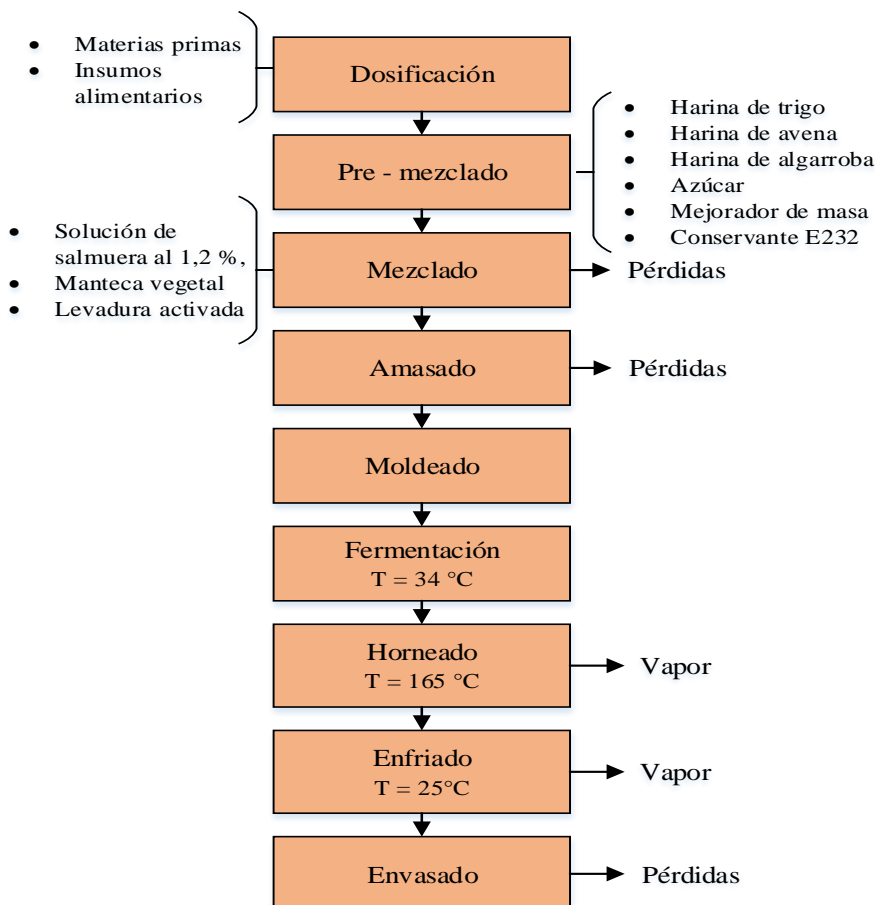 • Materias primas
• Insumos
alimentarios
Dosificación
Pre - mezclado
• Harina de trigo
• Harina de avena
• Harina de algarroba
• Azúcar
• Mejorador de masa
• Conservante E232
• Solución de
salmuera al 1,2 %,
• Manteca vegetal
• Levadura activada
Mezclado
Pérdidas
Amasado
Pérdidas
Moldeado
Fermentación
T = 34 °C
Horneado
T = 165 °C
Vapor
Enfriado
T = 25°C
Vapor
Envasado
Pérdidas